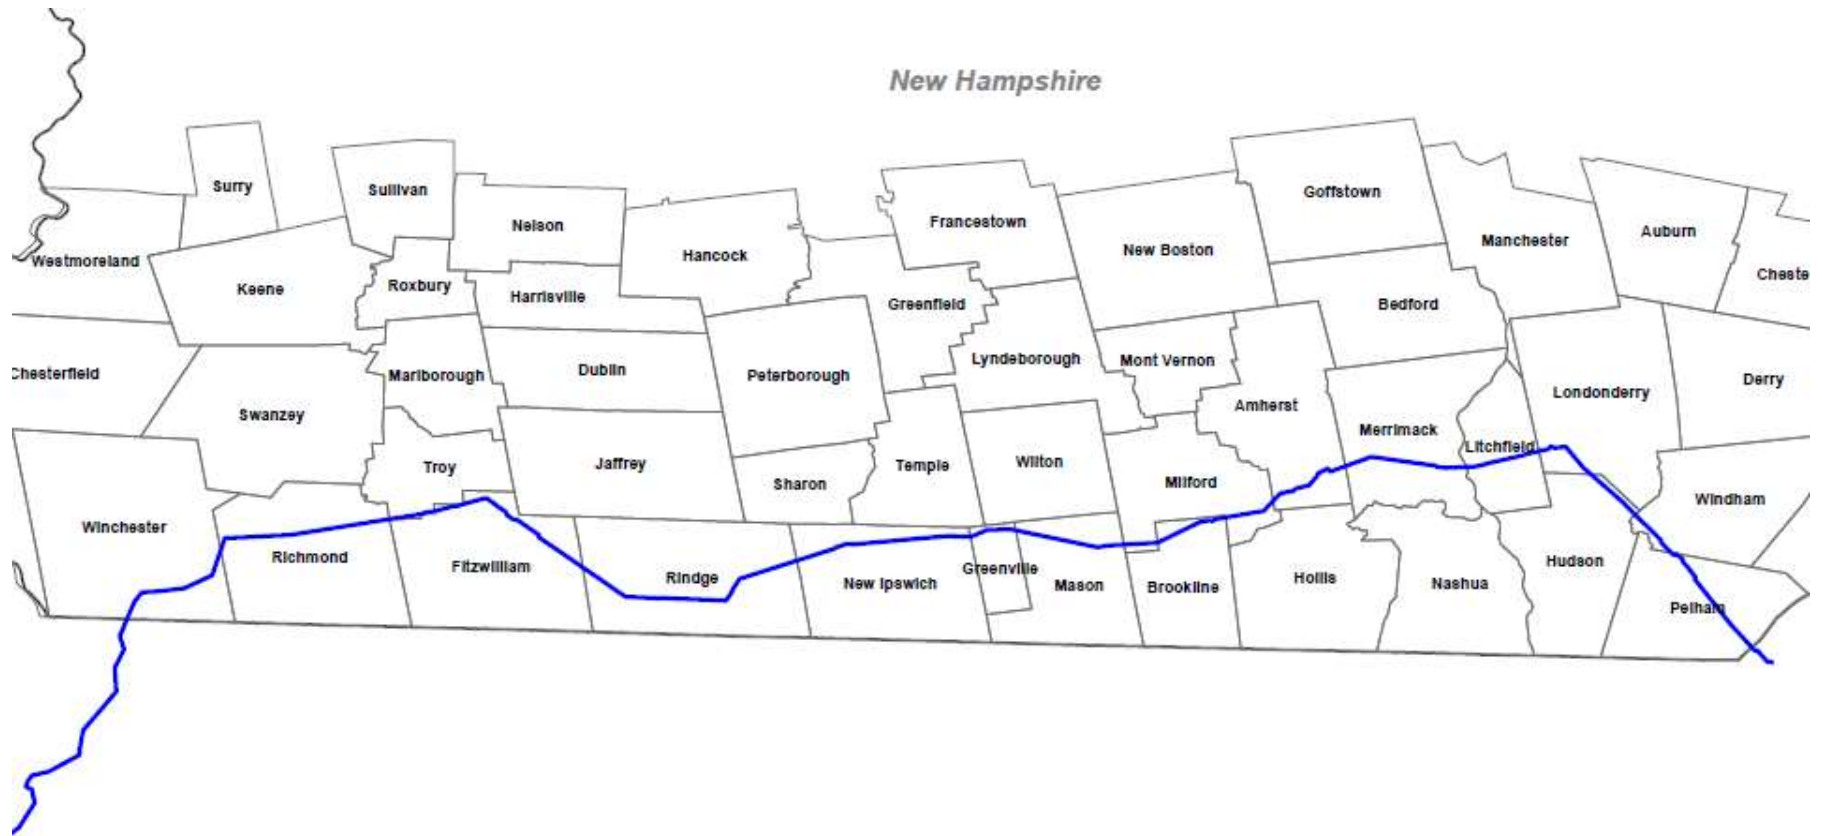 New Hampshire
Surry
Sullivan
Goffstown
Nelson
Francestown
Auburn
Manchester
New Boston
Hancock
Westmoreland
Cheste
Keene
Roxbury
Harrisville
Greenfield
Bedford
Lyndeborough
Mont Vernon
Chesterfield
Marlborough
Dublin
Peterborough
Derry
Londonderry
Swanzey
Amherst
Merrimack
Litchfield
Troy
Jaffrey
Temple
Wilton
Sharon
Milford
Windham
Winchester
Richmond
Fitzwilliam
Rindge
New Ipswich
Greenville
Mason
Brookline
Hollis
Nashua
Hudson
Pelham